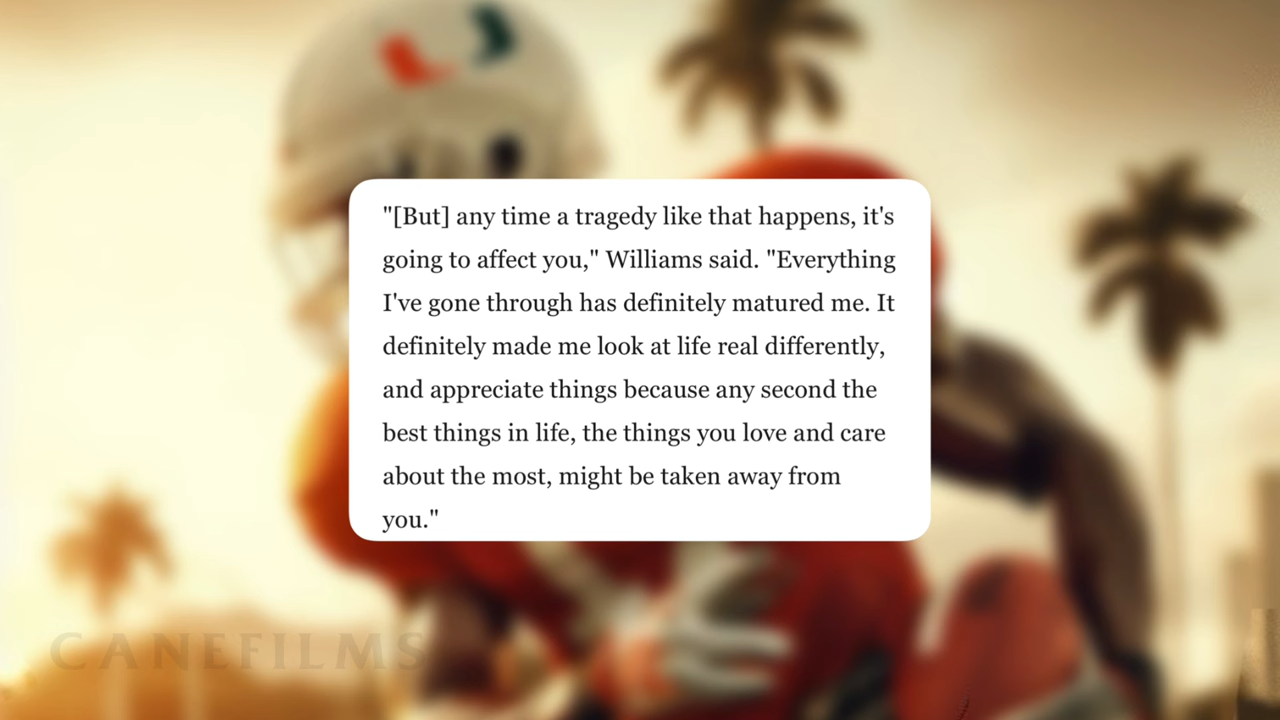 "[But] any time a tragedy like that happens, it's
going to affect you," Williams said. "Everything
I've gone through has definitely matured me. It
definitely made me look at life real differently,
and appreciate things because any second the
best things in life, the things you love and care
about the most, might be taken away from
you."
CANEFILMS